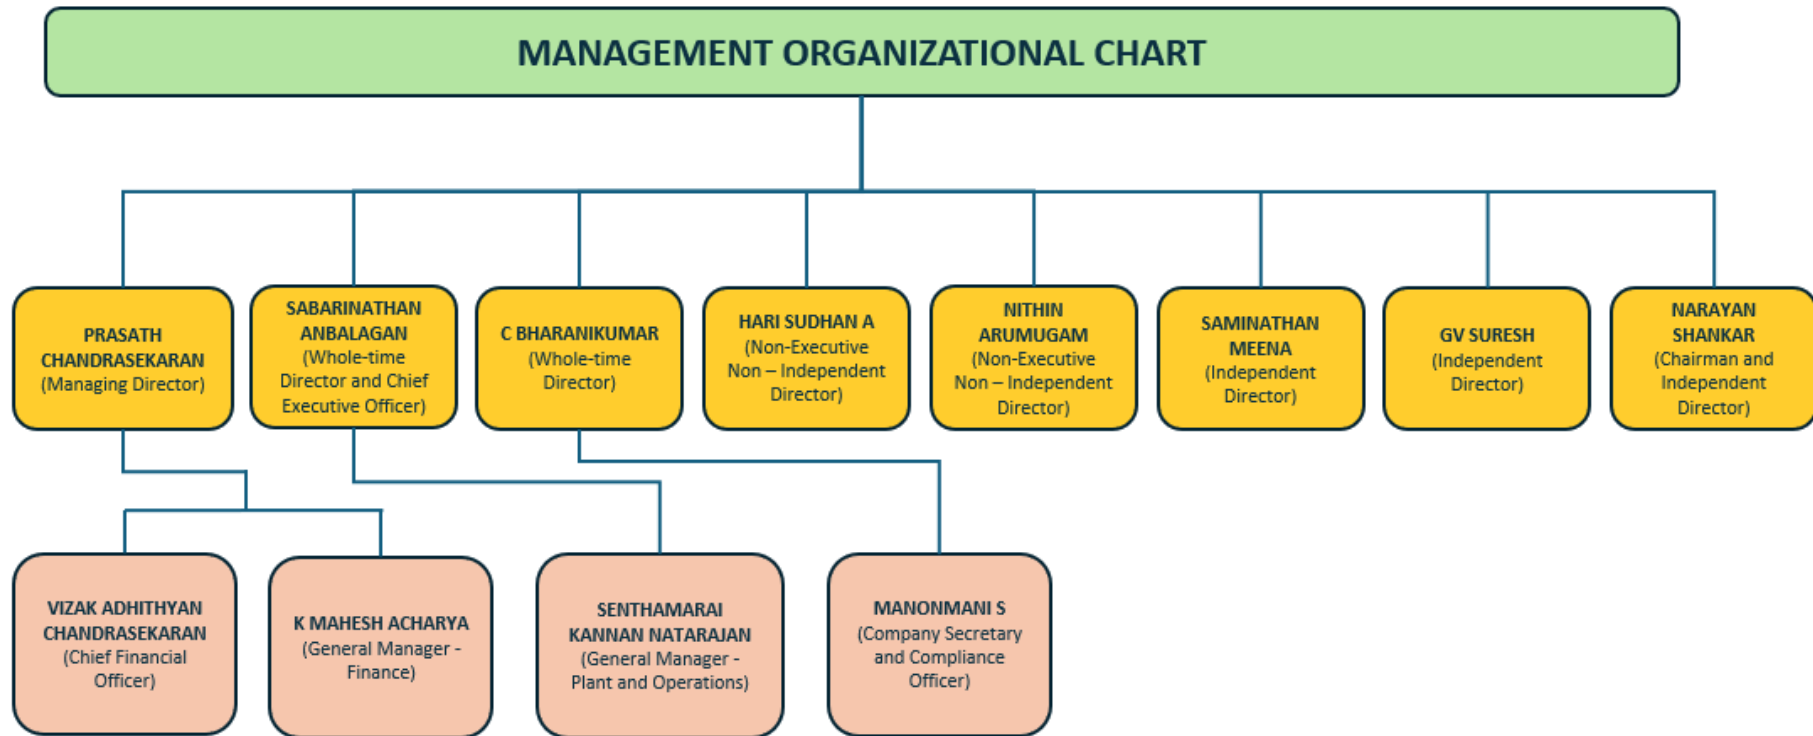 MANAGEMENT ORGANIZATIONAL CHART
PRASATH
CHANDRASEKARAN
(Managing Director)
SABARINATHAN
ANBALAGAN
(Whole-time
Director and Chief
Executive Officer)
C BHARANIKUMAR
(Whole-time
Director)
HARI SUDHAN A
(Non-Executive
Non – Independent
Director)
NITHIN
ARUMUGAM
(Non-Executive
Non – Independent
Director)
SAMINATHAN
MEENA
(Independent
Director)
GV SURESH
(Independent
Director)
NARAYAN
SHANKAR
(Chairman and
Independent
Director)
VIZAK ADHITHYAN
CHANDRASEKARAN
(Chief Financial
Officer)
K MAHESH ACHARYA
(General Manager -
Finance)
SENTHAMARAI
KANNAN NATARAJAN
(General Manager -
Plant and Operations)
MANONMANI S
(Company Secretary
and Compliance
Officer)